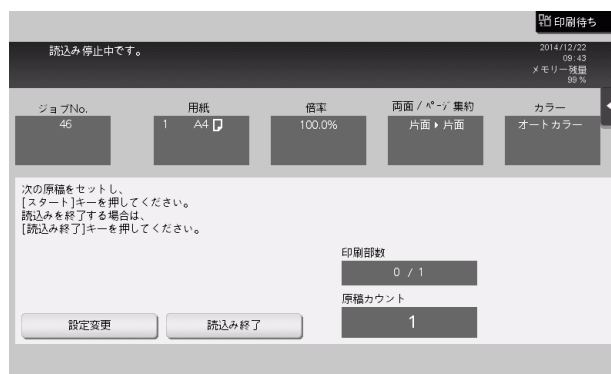 印刷待ち
読込み停止中です。
2014/12/22
09:43
メモリー残量
99 %
ジョブNo.
46
用紙
1 A4
倍率
100.0%
両面 / ﾍﾟｰｼﾞ 集約
片面 ▶ 片面
カラー
オートカラー
次の原稿をセットし、
[スタート]キーを押してください。
読込みを終了する場合は、
[読込み終了]キーを押してください。
印刷部数
0 / 1
原稿カウント
1
設定変更
読込み終了